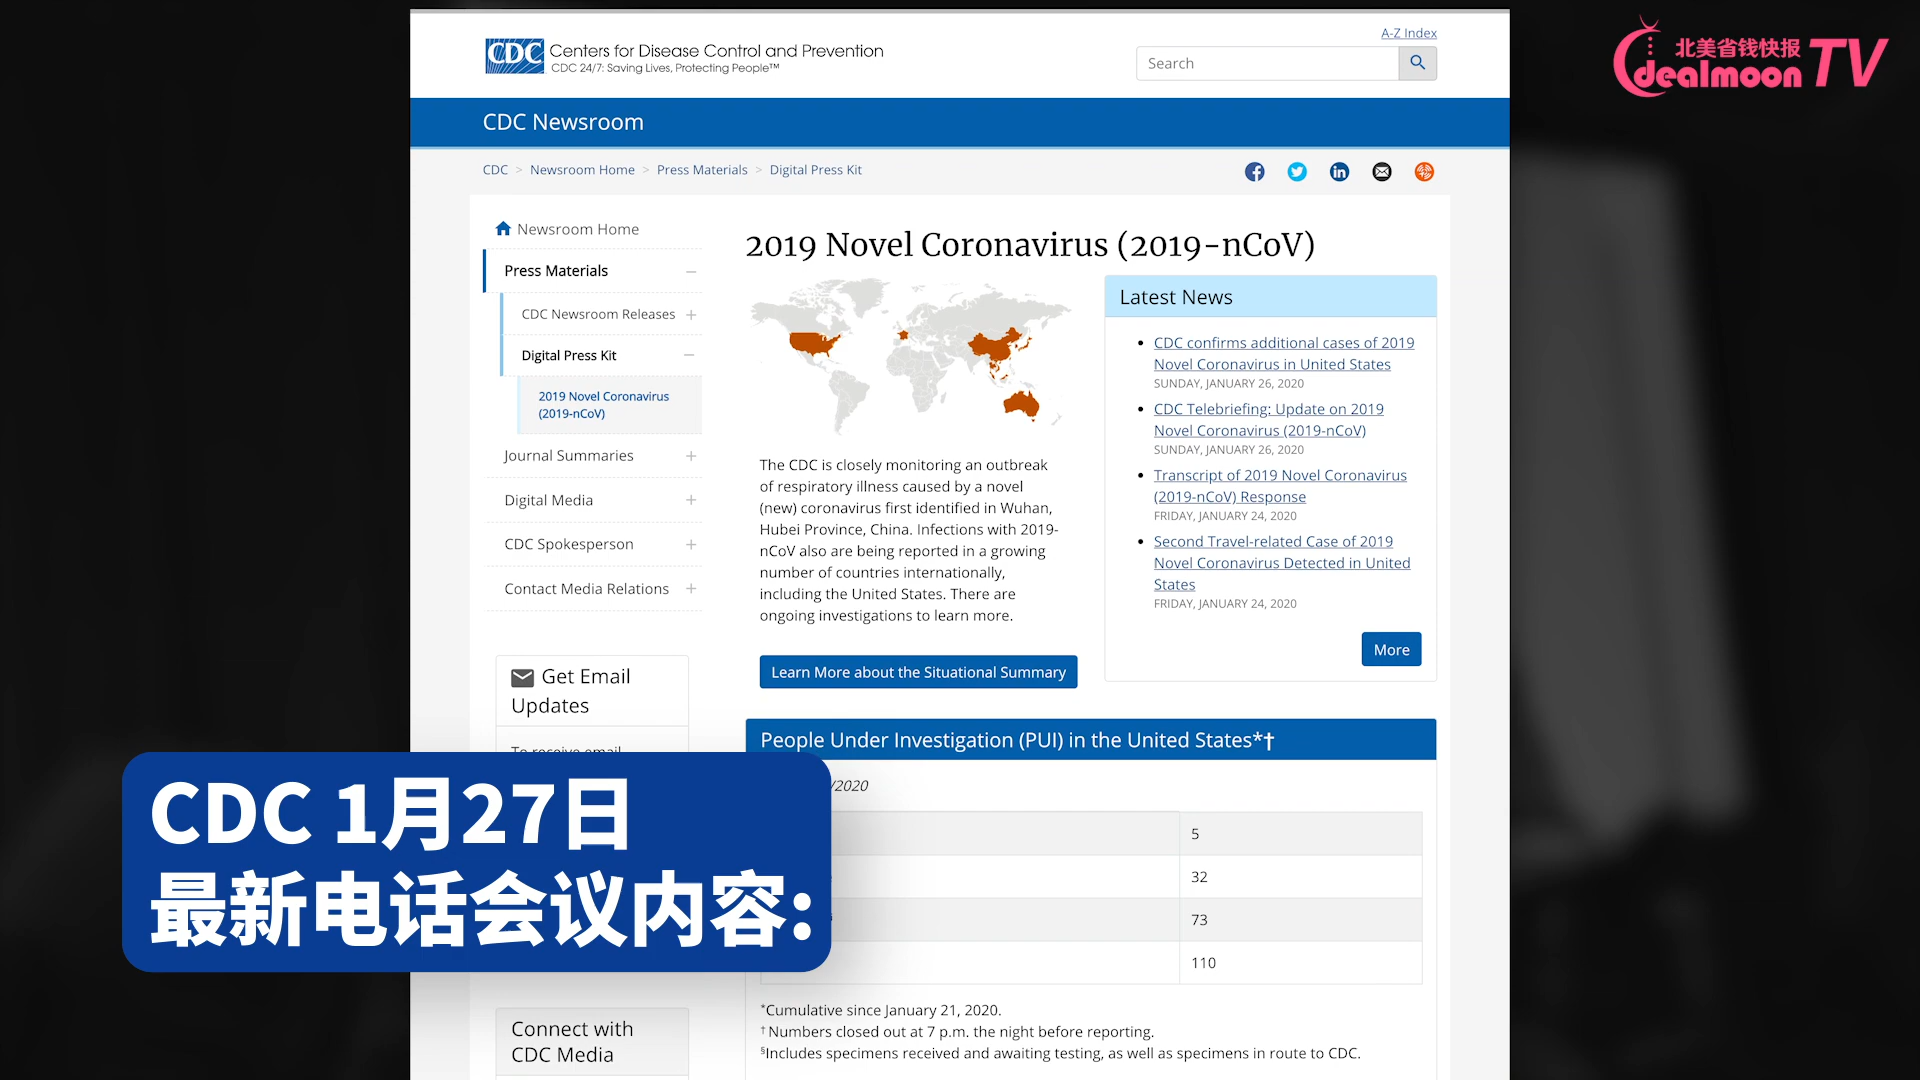 A-Z Index
CDC
Centers for Disease Control and Prevention
CDC 24/7: Saving Lives, Protecting People™
Search
北美省钱快报
dealmoon TV
CDC Newsroom
CDC > Newsroom Home > Press Materials > Digital Press Kit
Newsroom Home
Press Materials
CDC Newsroom Releases
Digital Press Kit
2019 Novel Coronavirus
(2019-nCoV)
Journal Summaries
Digital Media
CDC Spokesperson
Contact Media Relations
Get Email
Updates
To receive email
2019 Novel Coronavirus (2019-nCoV)
The CDC is closely monitoring an outbreak
of respiratory illness caused by a novel
(new) coronavirus first identified in Wuhan,
Hubei Province, China. Infections with 2019-
nCoV also are being reported in a growing
number of countries internationally,
including the United States. There are
ongoing investigations to learn more.
Learn More about the Situational Summary
Latest News
• CDC confirms additional cases of 2019
Novel Coronavirus in United States
SUNDAY, JANUARY 26, 2020
• CDC Telebriefing: Update on 2019
Novel Coronavirus (2019-nCoV)
SUNDAY, JANUARY 26, 2020
• Transcript of 2019 Novel Coronavirus
(2019-nCoV) Response
FRIDAY, JANUARY 24, 2020
• Second Travel-related Case of 2019
Novel Coronavirus Detected in United
States
FRIDAY, JANUARY 24, 2020
More
People Under Investigation (PUI) in the United States*†
/2020
5
32
73
110
*Cumulative since January 21, 2020.
†Numbers closed out at 7 p.m. the night before reporting.
§Includes specimens received and awaiting testing, as well as specimens in route to CDC.
CDC 1月27日
最新电话会议内容:
Connect with
CDC Media